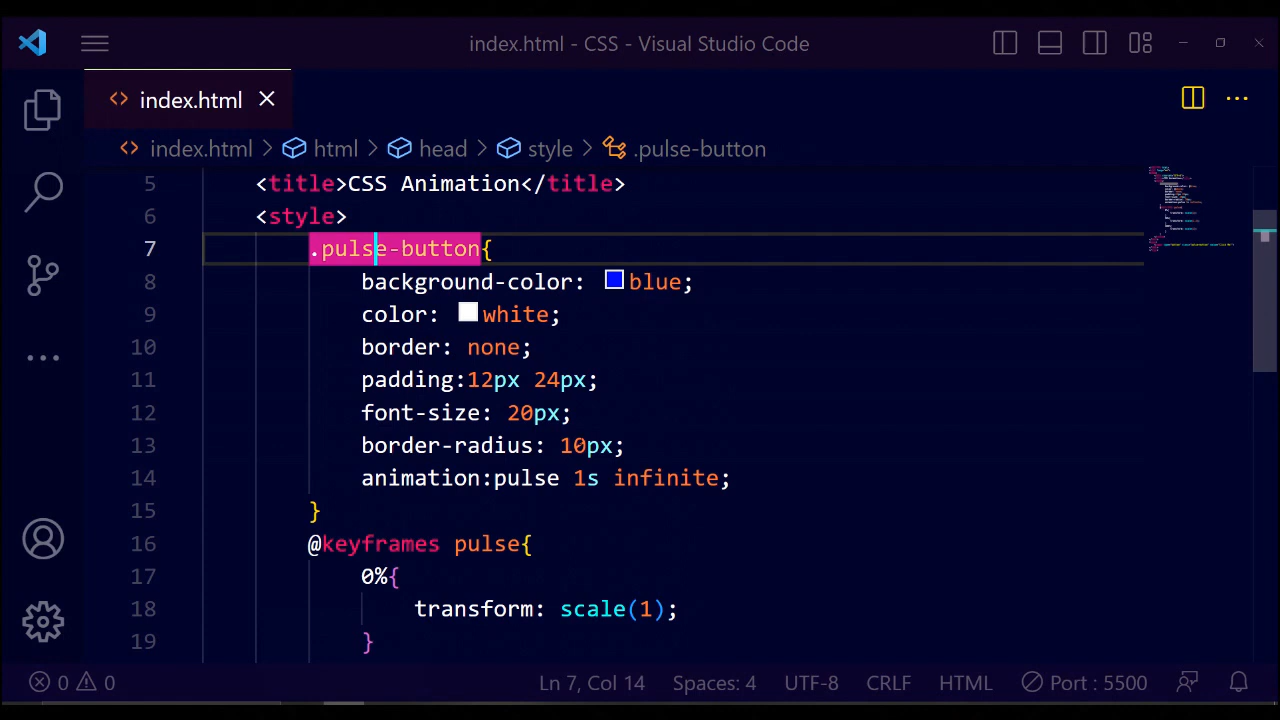 index.html - CSS - Visual Studio Code
index.html
index.html > html > head > style > .pulse-button
5 <title>CSS Animation</title>
6 <style>
7 .pulse-button{
8 background-color: blue;
9 color: white;
10 border: none;
11 padding:12px 24px;
12 font-size: 20px;
13 border-radius: 10px;
14 animation:pulse 1s infinite;
15 }
16 @keyframes pulse{
17 0%{
18 transform: scale(1);
19 }
0 0 Ln 7, Col 14 Spaces: 4 UTF-8 CRLF HTML Port : 5500